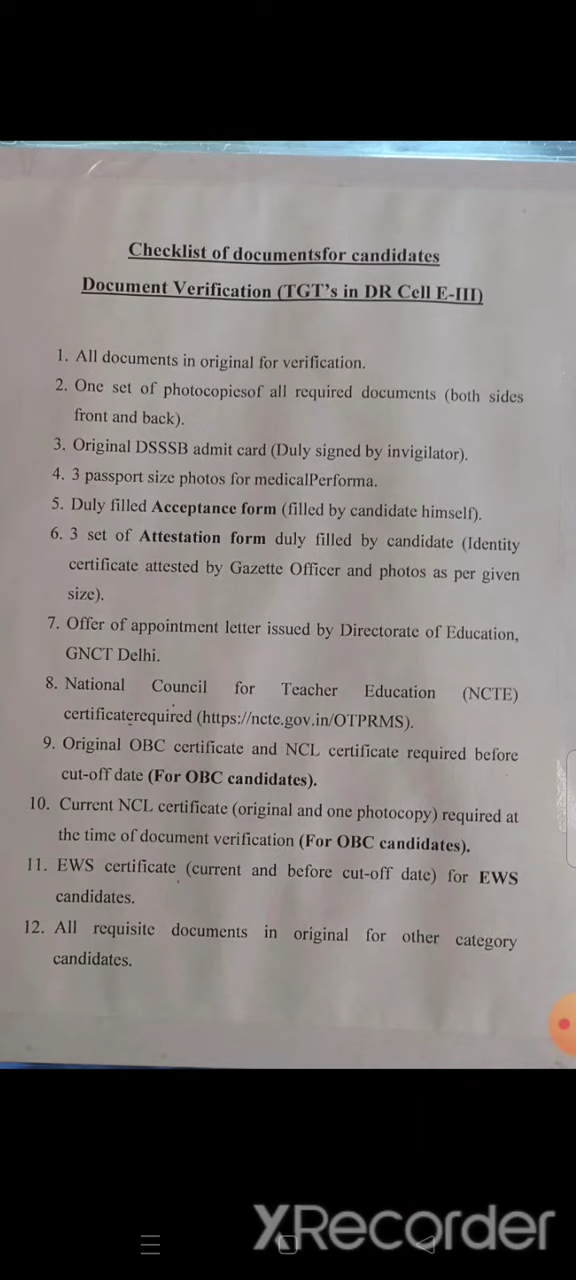 Checklist of documentsfor candidates
Document Verification (TGT's in DR Cell E-III)
1. All documents in original for verification.
2. One set of photocopiesof all required documents (both sides
front and back).
3. Original DSSSB admit card (Duly signed by invigilator).
4. 3 passport size photos for medicalPerforma.
5. Duly filled Acceptance form (filled by candidate himself).
6. 3 set of Attestation form duly filled by candidate (Identity
certificate attested by Gazette Officer and photos as per given
size).
7. Offer of appointment letter issued by Directorate of Education,
GNCT Delhi.
8. National Council for Teacher Education (NCTE)
certificaterequired (https://ncte.gov.in/OTPRMS).
9. Original OBC certificate and NCL certificate required before
cut-off date (For OBC candidates).
10. Current NCL certificate (original and one photocopy) required at
the time of document verification (For OBC candidates).
11. EWS certificate (current and before cut-off date) for EWS
candidates.
12. All requisite documents in original for other category
candidates.
XRecorder